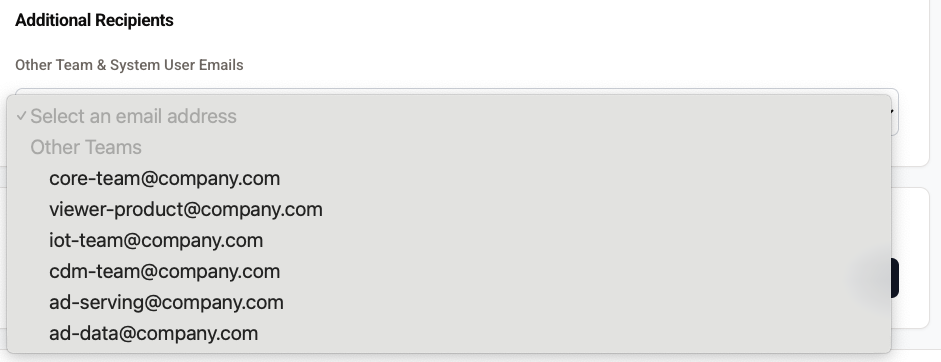 Additional Recipients
Other Team & System User Emails
✓ Select an email address
Other Teams
core-team@company.com
viewer-product@company.com
iot-team@company.com
cdm-team@company.com
ad-serving@company.com
ad-data@company.com